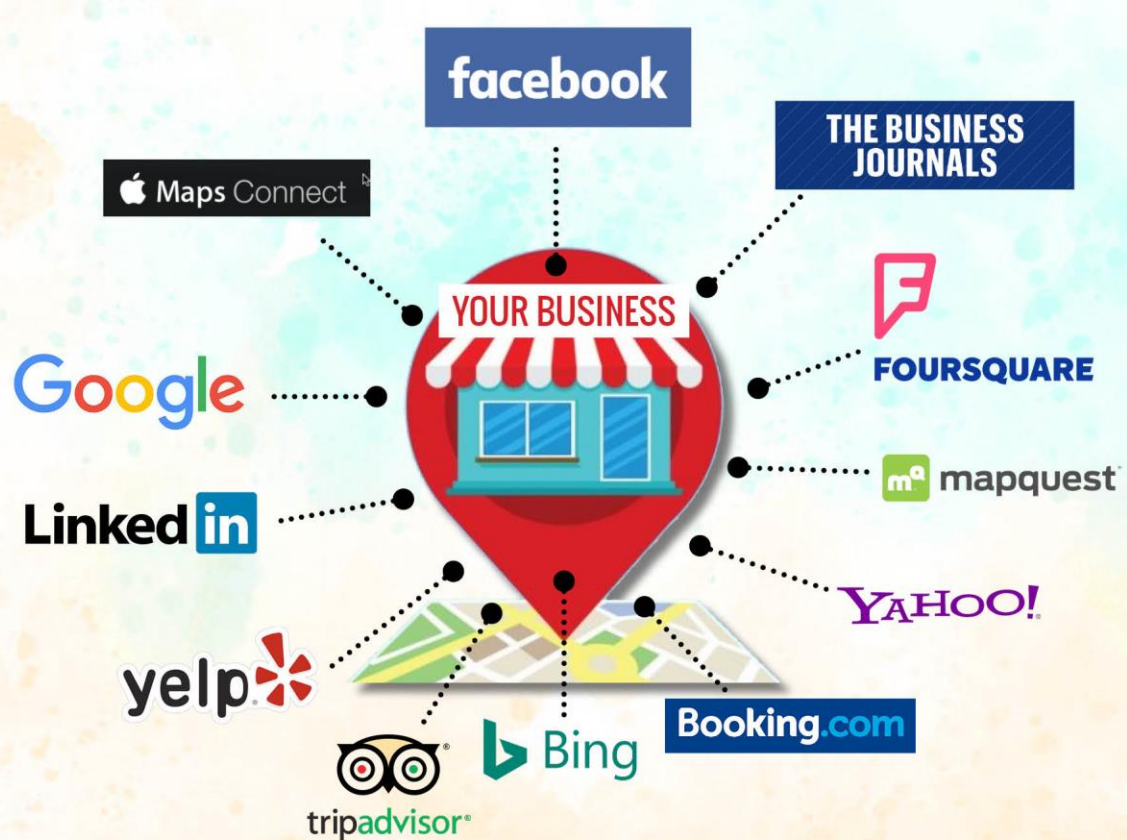 facebook
THE BUSINESS
JOURNALS
Maps Connect
YOUR BUSINESS
FOURSQUARE
Google
mapquest
Linked in
YAHOO!
yelp
Booking.com
Bing
tripadvisor®